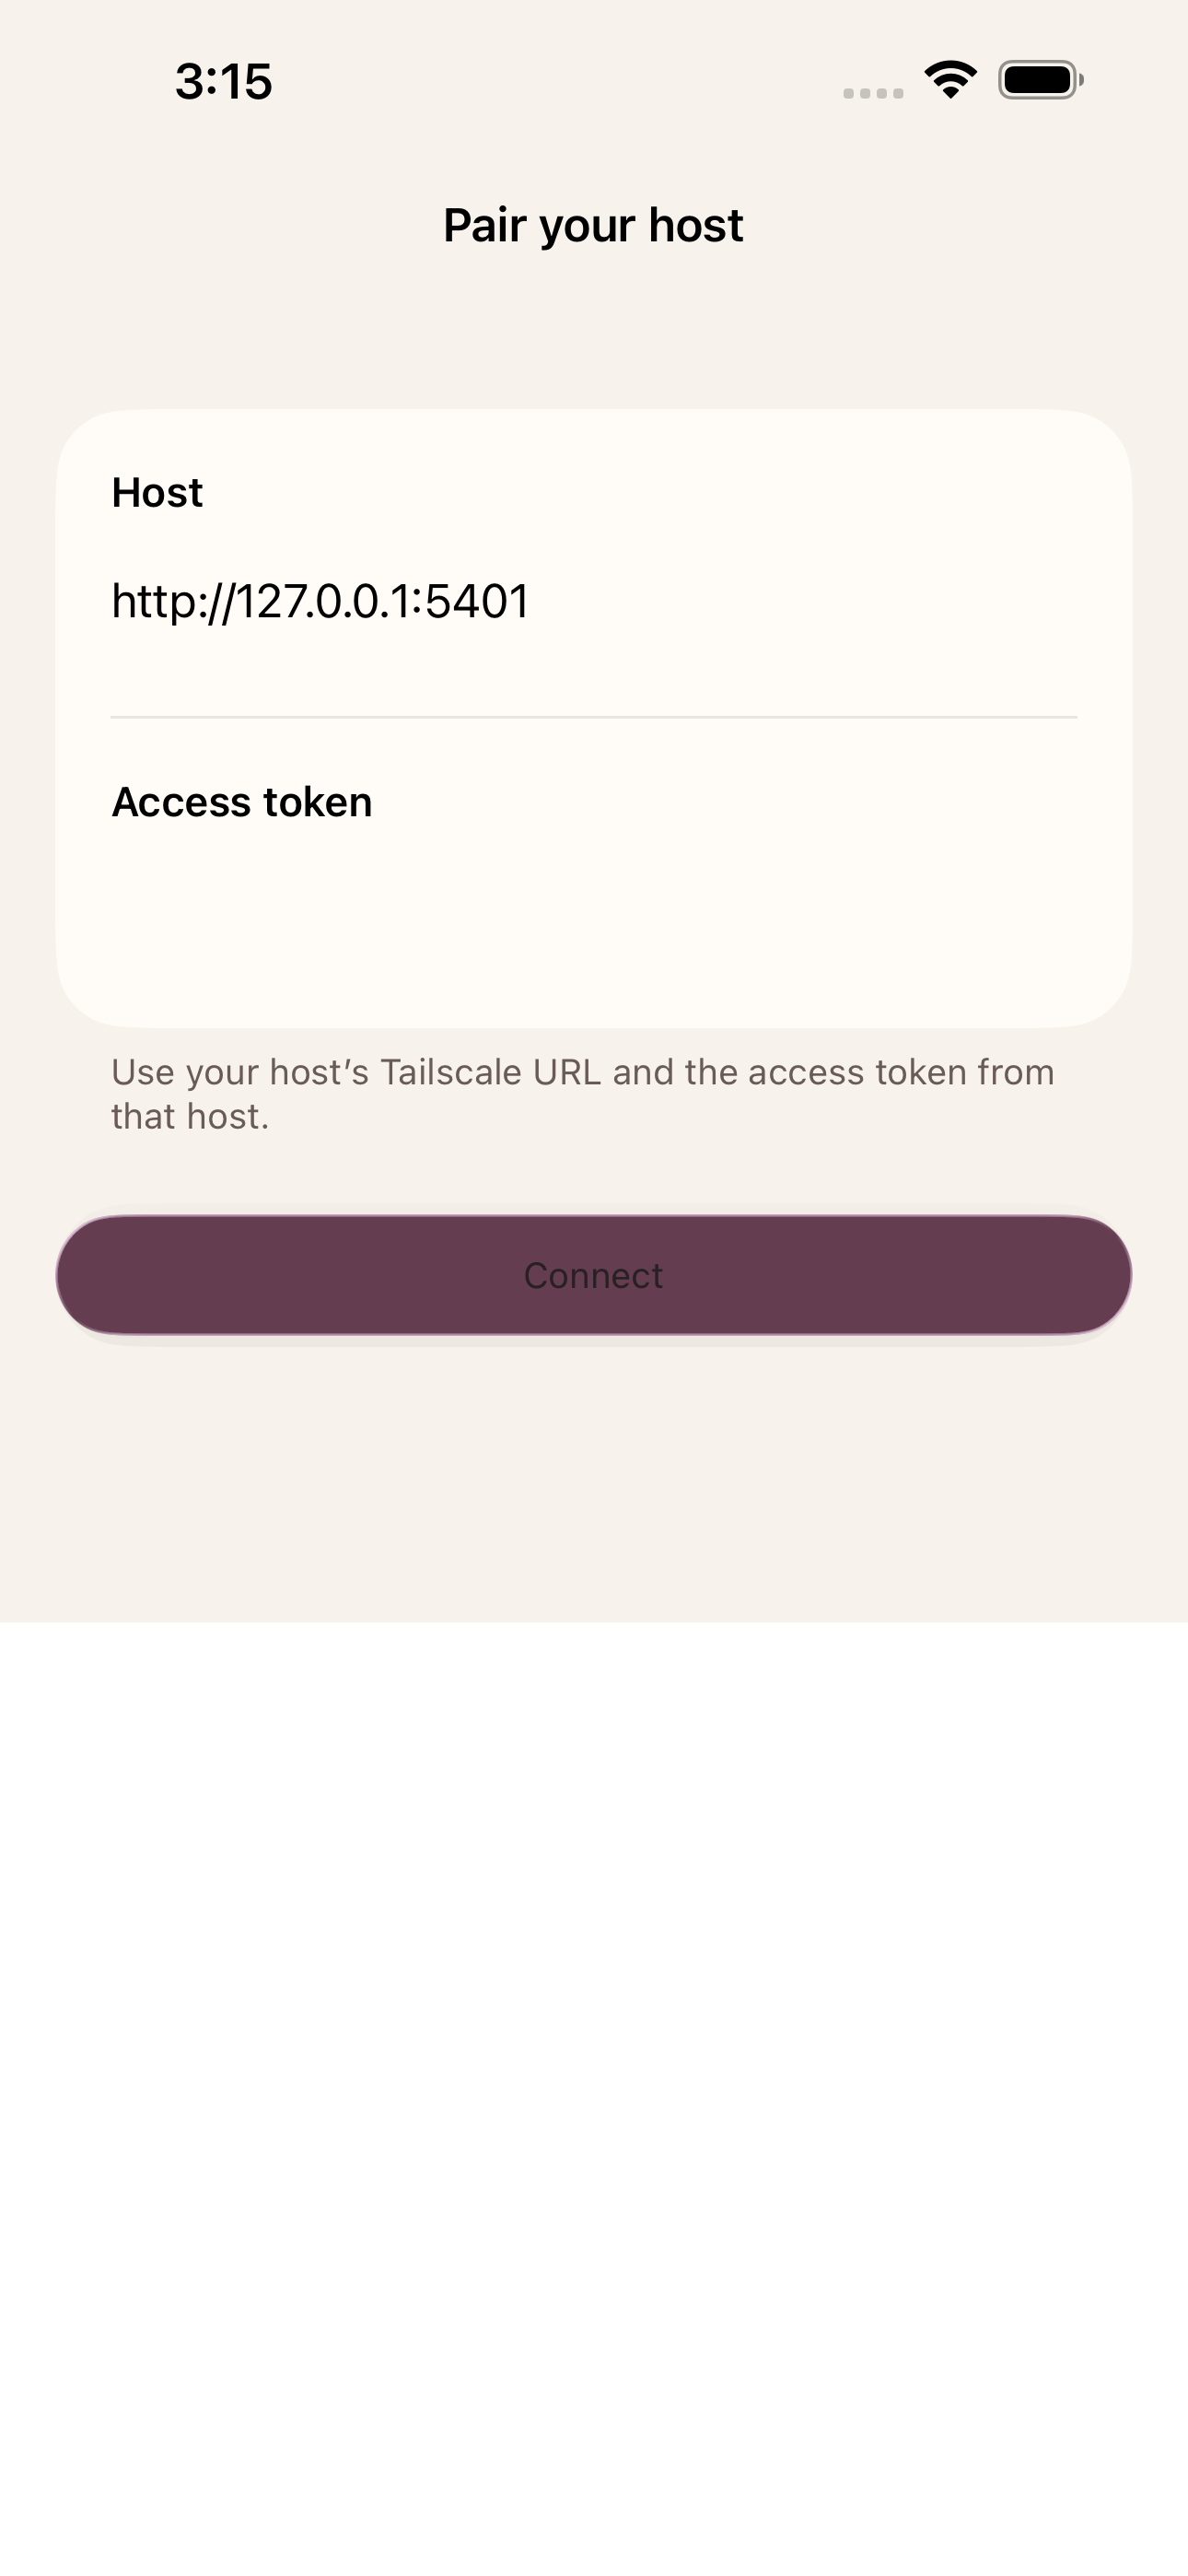 3:15
Pair your host
Host
http://127.0.0.1:5401
Access token
Use your host’s Tailscale URL and the access token from
that host.
Connect